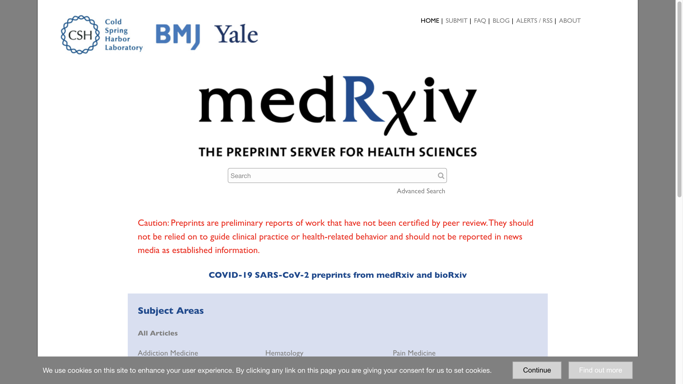 CSH
Cold
Spring
Harbor
Laboratory
BMJ
Yale
HOME | SUBMIT | FAQ | BLOG | ALERTS / RSS | ABOUT
medRχiv
THE PREPRINT SERVER FOR HEALTH SCIENCES
Search
Advanced Search
Caution: Preprints are preliminary reports of work that have not been certified by peer review. They should
not be relied on to guide clinical practice or health-related behavior and should not be reported in news
media as established information.
COVID-19 SARS-CoV-2 preprints from medRxiv and bioRxiv
Subject Areas
All Articles
Addiction Medicine
Hematology
Pain Medicine
We use cookies on this site to enhance your user experience. By clicking any link on this page you are giving your consent for us to set cookies.
Continue
Find out more